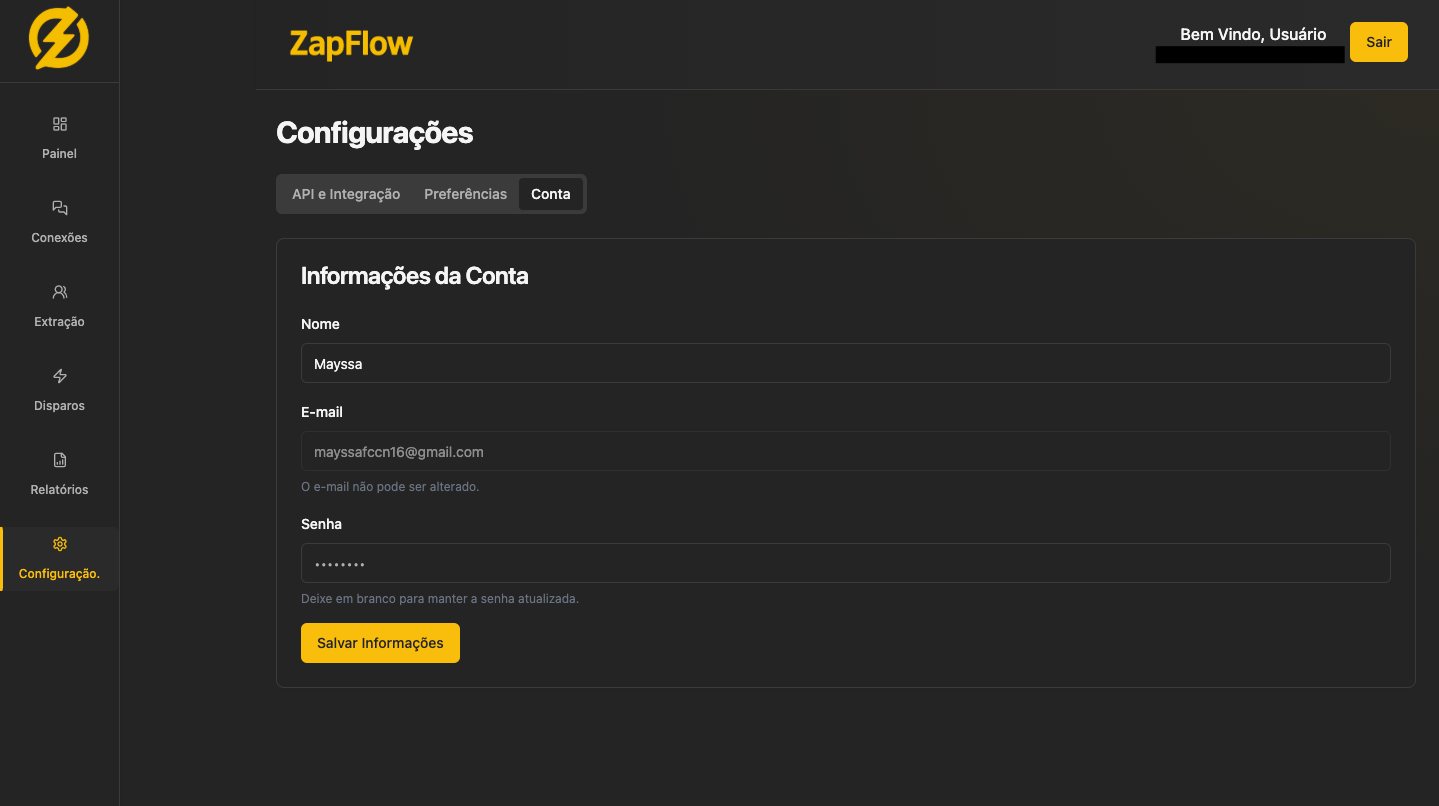 ZapFlow
Bem Vindo, Usuário
Sair
Painel
Conexões
Extração
Disparos
Relatórios
Configuração.
Configurações
API e Integração Preferências Conta
Informações da Conta
Nome
Mayssa
E-mail
mayssafccn16@gmail.com
O e-mail não pode ser alterado.
Senha
••••••••
Deixe em branco para manter a senha atualizada.
Salvar Informações